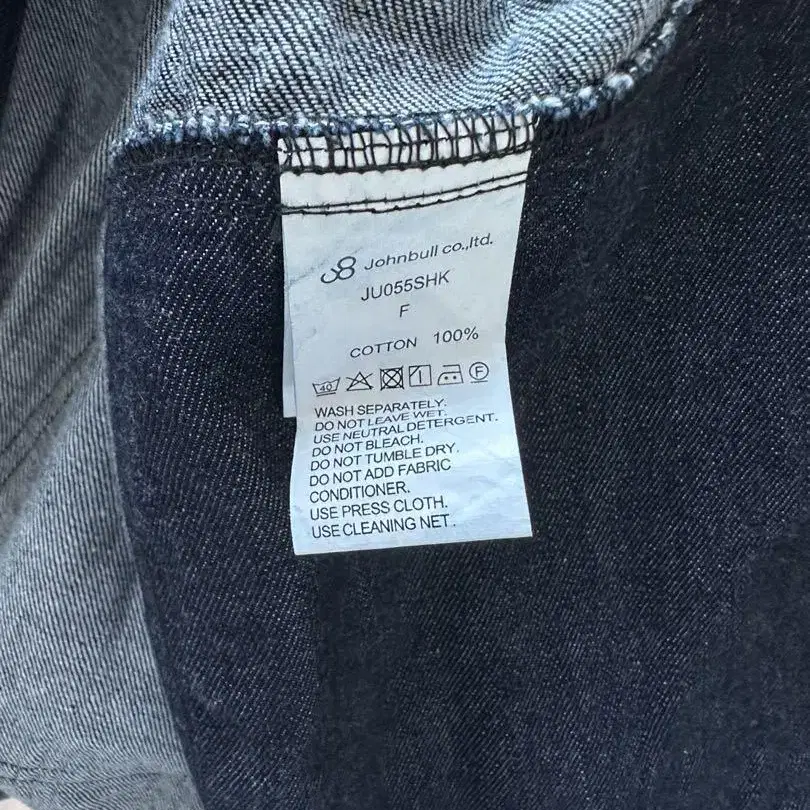 Johnbull co.,ltd.
JU055SHK
F
COTTON 100%
40 F
WASH SEPARATELY.
DO NOT LEAVE WET.
USE NEUTRAL DETERGENT.
DO NOT BLEACH.
DO NOT TUMBLE DRY.
DO NOT ADD FABRIC
CONDITIONER.
USE PRESS CLOTH.
USE CLEANING NET.